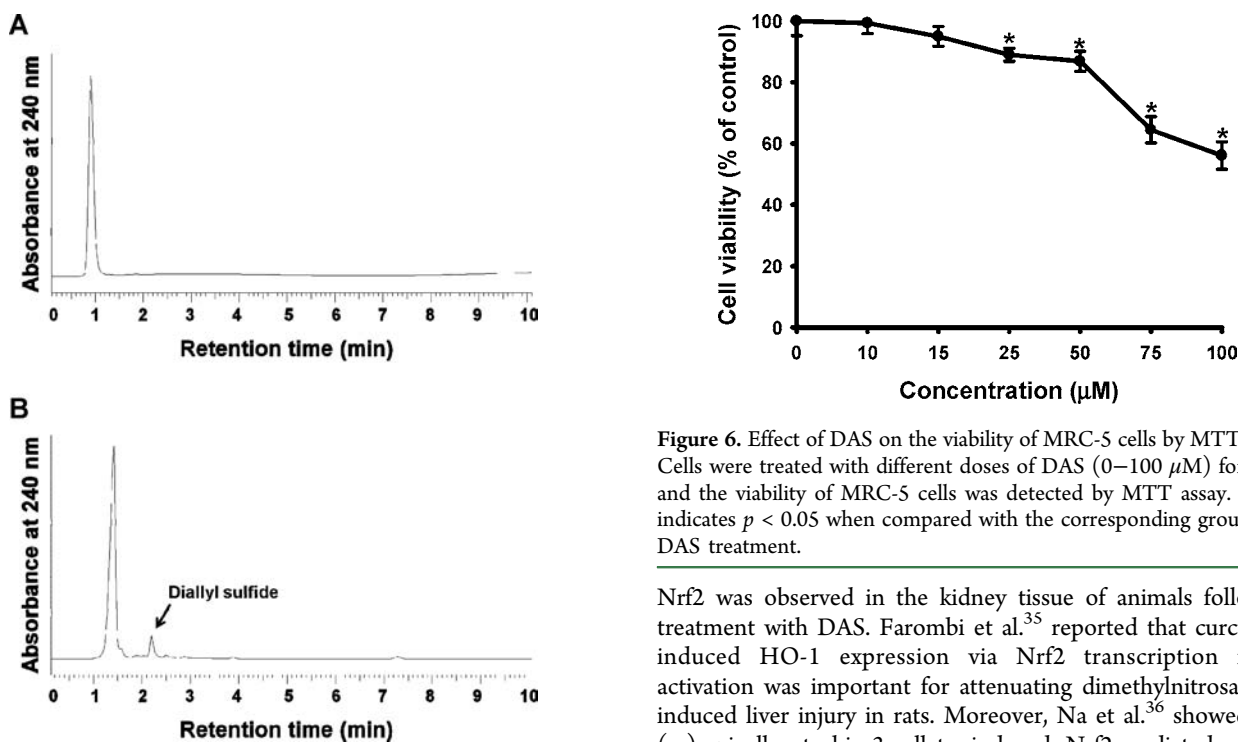 A
Absorbance at 240 nm
0 1 2 3 4 5 6 7 8 9 10
Retention time (min)
B
Absorbance at 240 nm
Diallyl sulfide
0 1 2 3 4 5 6 7 8 9 10
Retention time (min)
Cell viability (% of control)
100
80
60
40
20
0
* * * *
0 10 15 25 50 75 100
Concentration (μM)
Figure 6. Effect of DAS on the viability of MRC-5 cells by MTT
Cells were treated with different doses of DAS (0−100 μM) for
and the viability of MRC-5 cells was detected by MTT assay.
indicates p < 0.05 when compared with the corresponding grou
DAS treatment.
Nrf2 was observed in the kidney tissue of animals follo
treatment with DAS. Farombi et al.35 reported that curc
induced HO-1 expression via Nrf2 transcription
activation was important for attenuating dimethylnitrosa
induced liver injury in rats. Moreover, Na et al.36 showe